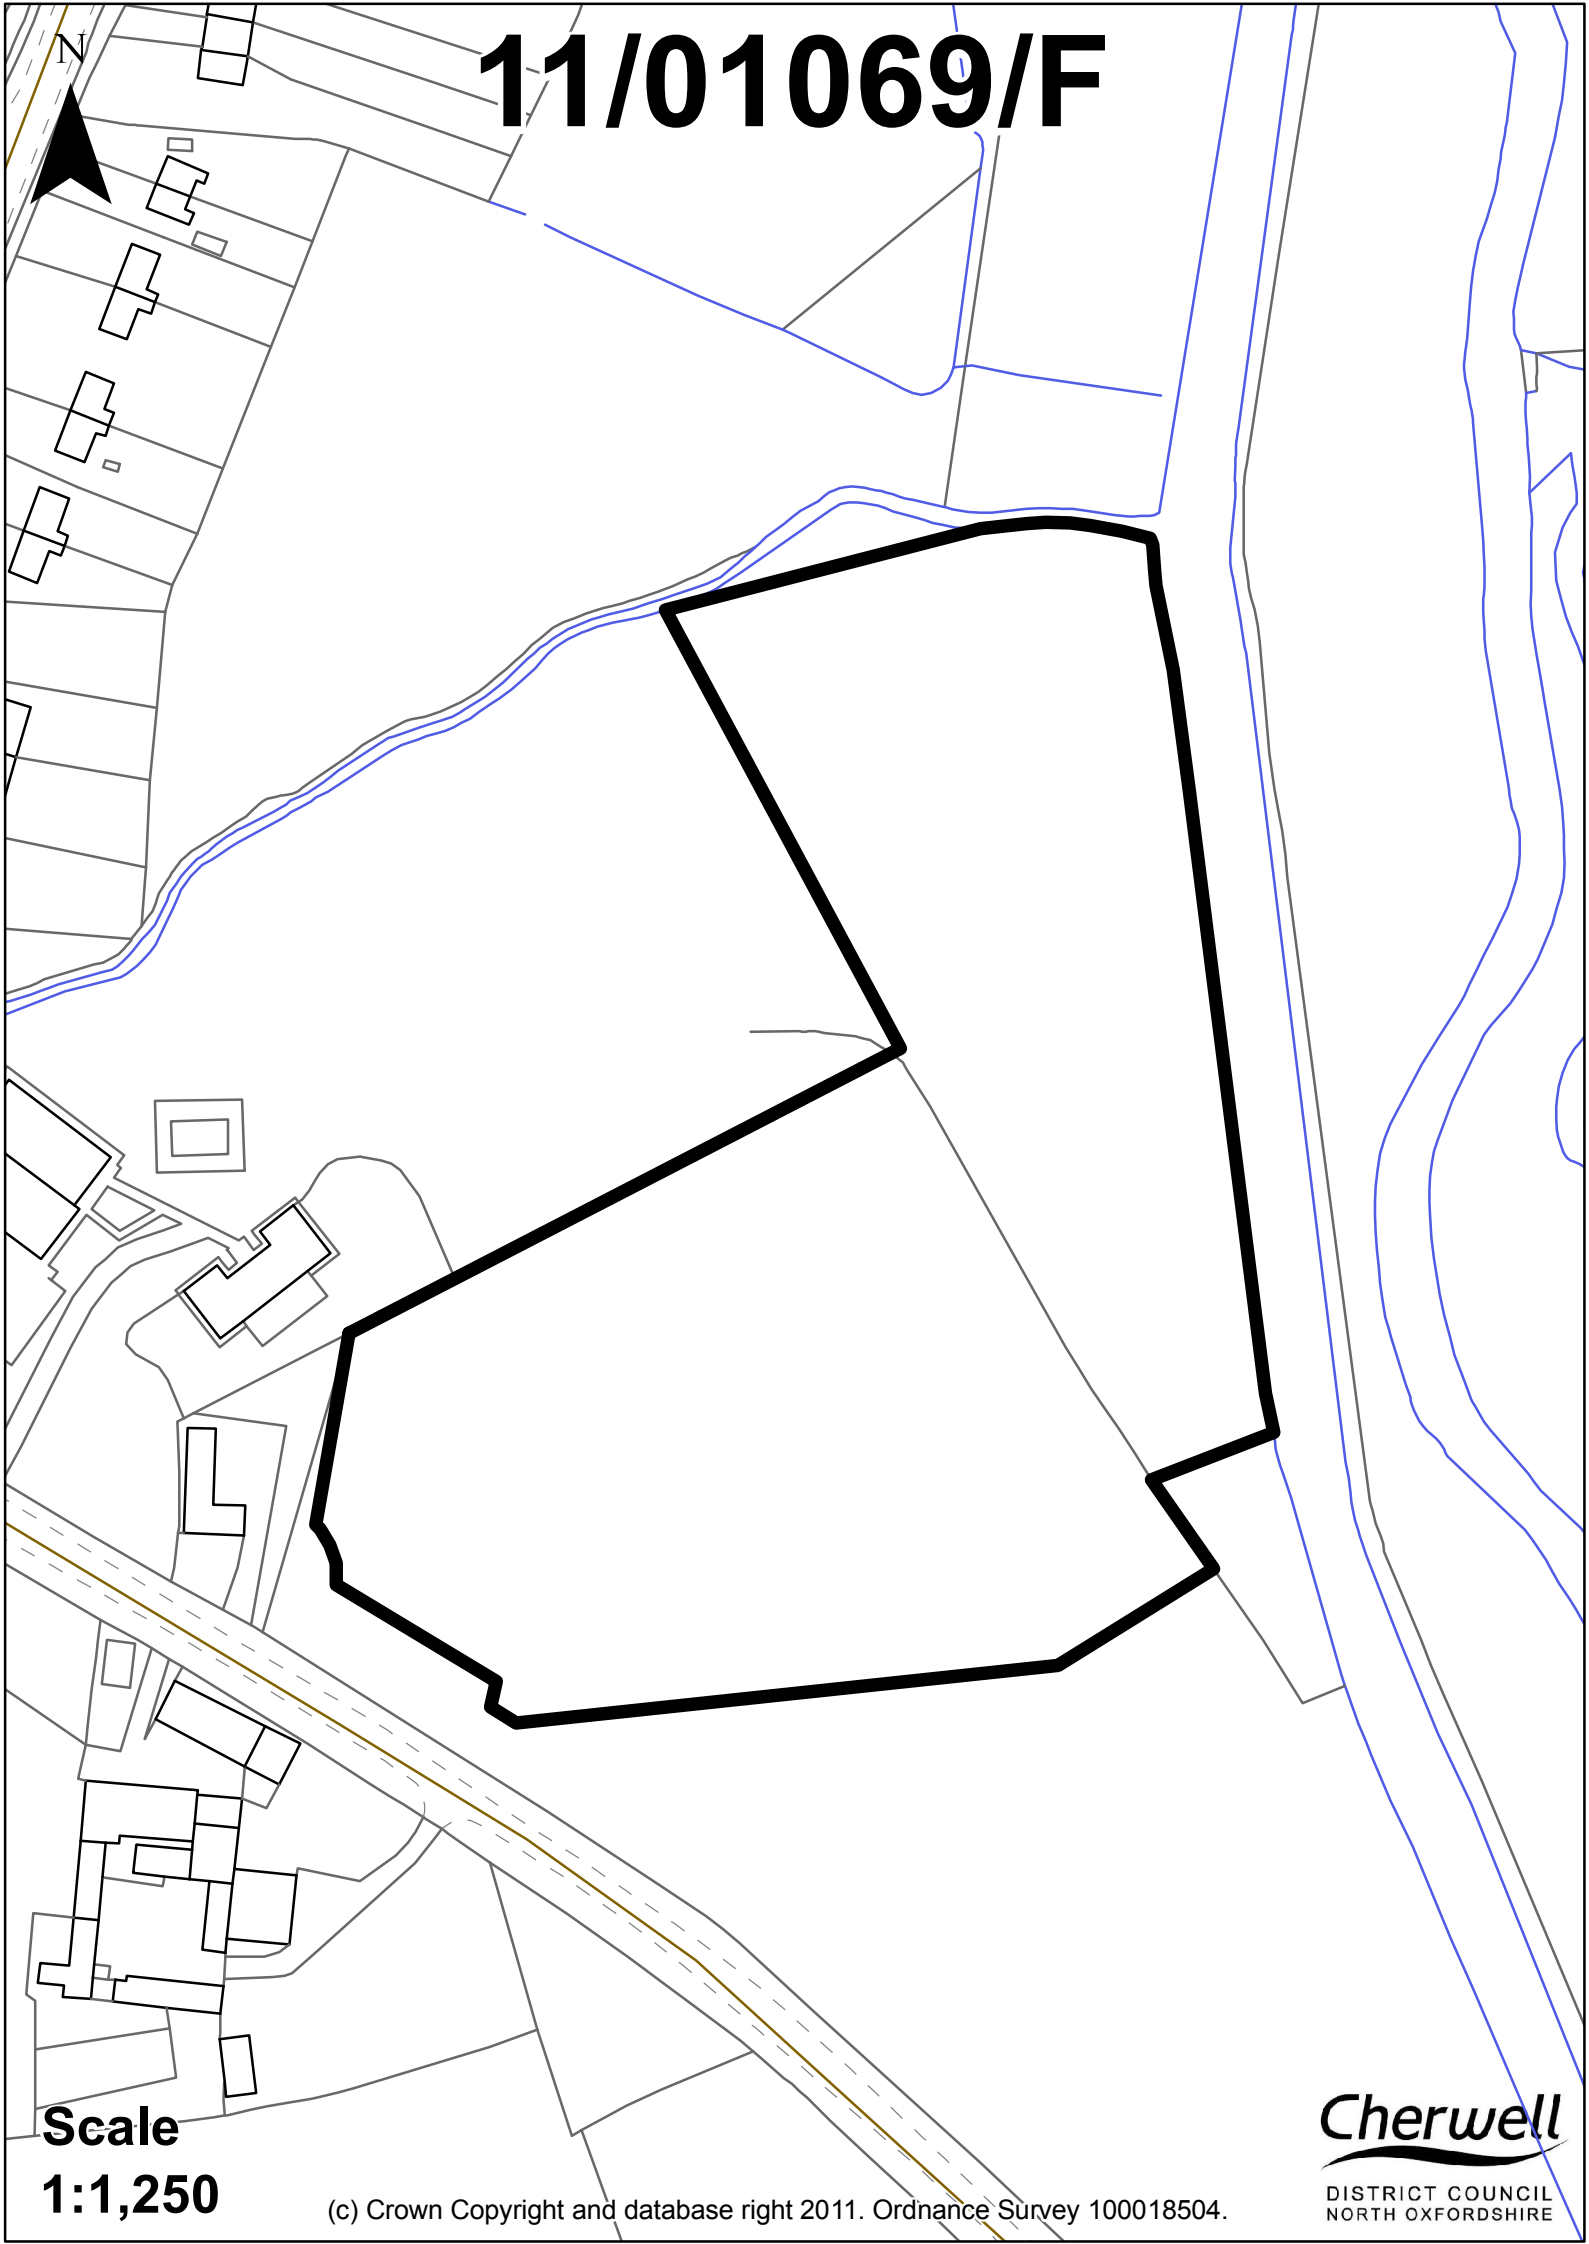 N
11/01069/F
Scale
1:1,250
(c) Crown Copyright and database right 2011. Ordnance Survey 100018504.
Cherwell
DISTRICT COUNCIL
NORTH OXFORDSHIRE